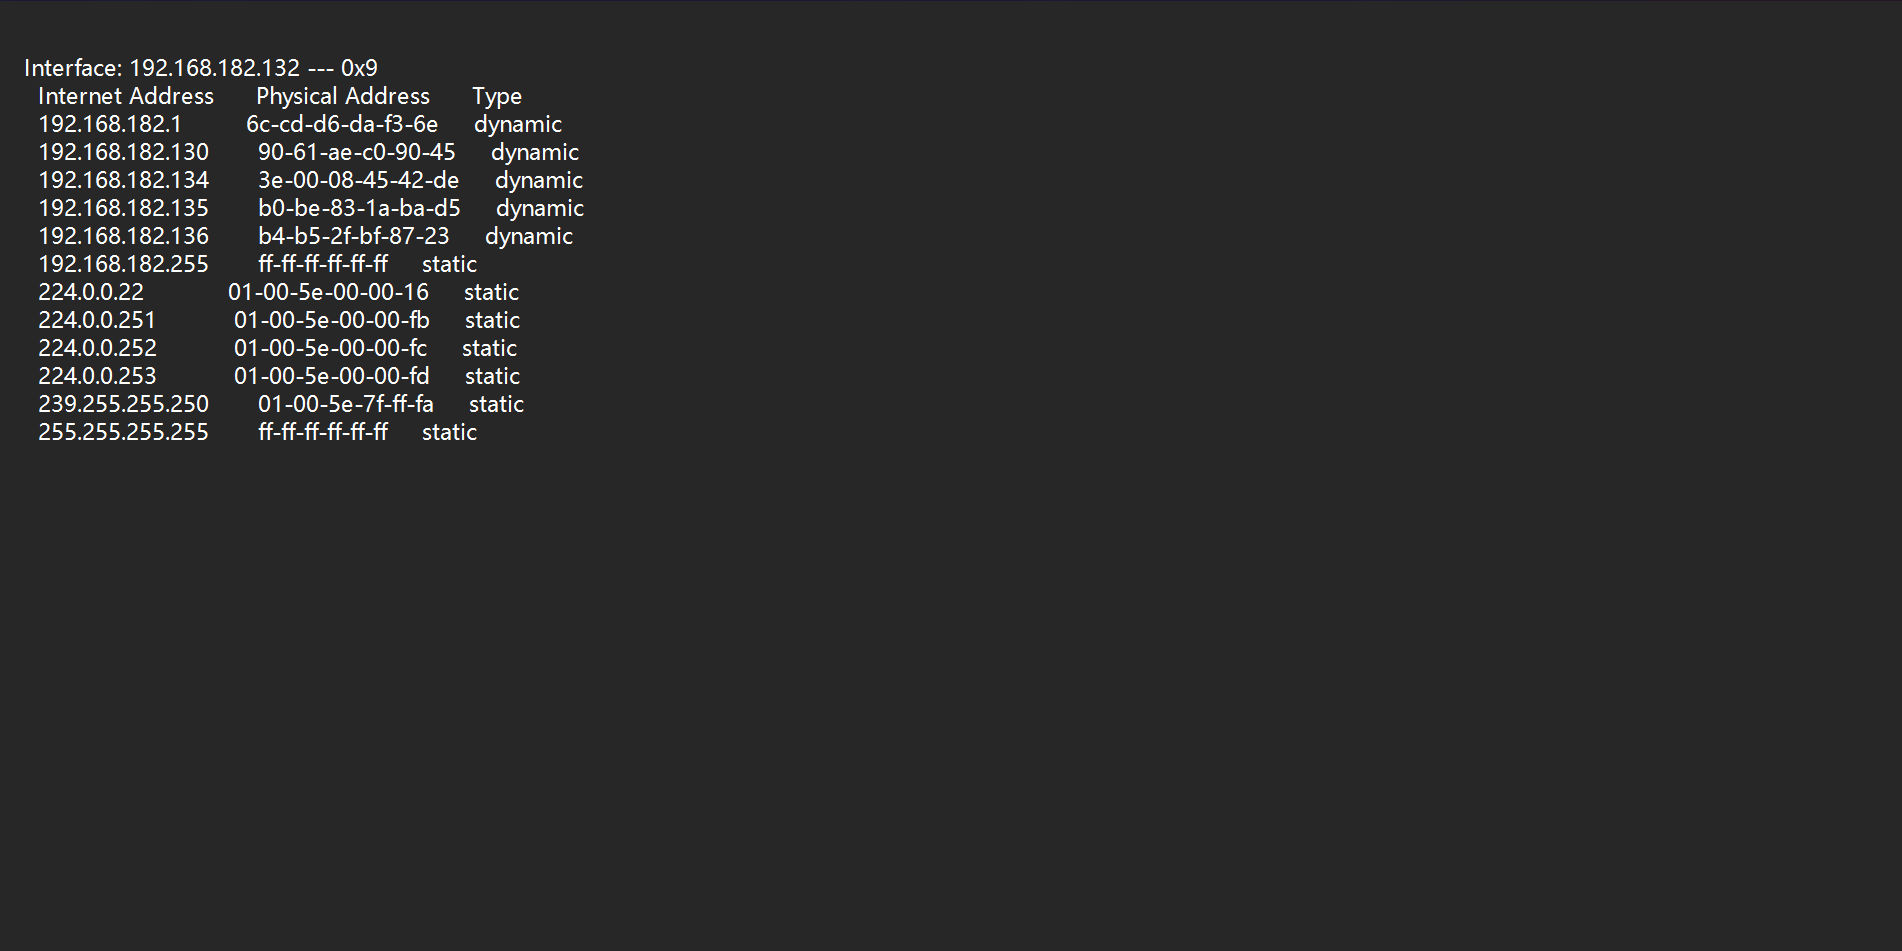 Interface: 192.168.182.132 --- 0x9
Internet Address Physical Address Type
192.168.182.1 6c-cd-d6-da-f3-6e dynamic
192.168.182.130 90-61-ae-c0-90-45 dynamic
192.168.182.134 3e-00-08-45-42-de dynamic
192.168.182.135 b0-be-83-1a-ba-d5 dynamic
192.168.182.136 b4-b5-2f-bf-87-23 dynamic
192.168.182.255 ff-ff-ff-ff-ff-ff static
224.0.0.22 01-00-5e-00-00-16 static
224.0.0.251 01-00-5e-00-00-fb static
224.0.0.252 01-00-5e-00-00-fc static
224.0.0.253 01-00-5e-00-00-fd static
239.255.255.250 01-00-5e-7f-ff-fa static
255.255.255.255 ff-ff-ff-ff-ff-ff static